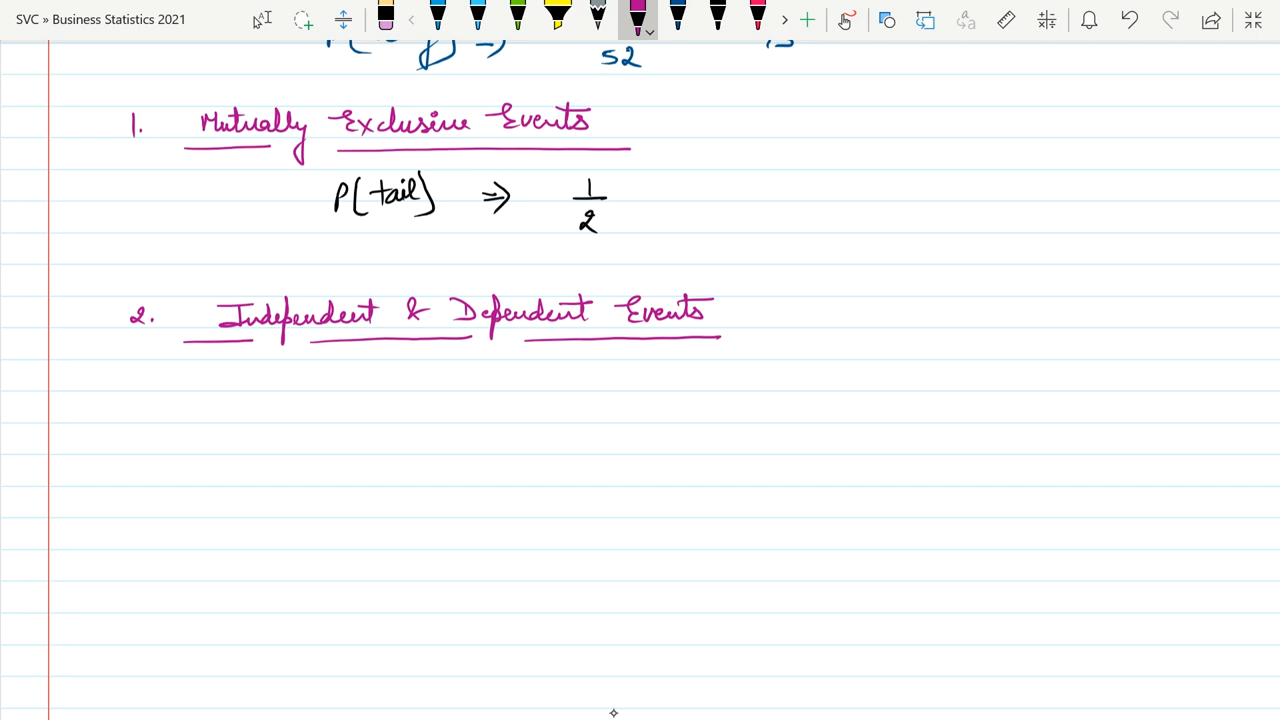 SVC » Business Statistics 2021
52
1. Mutually Exclusive Events
P[tail] ⇒ 1/2
2. Independent & Dependent Events